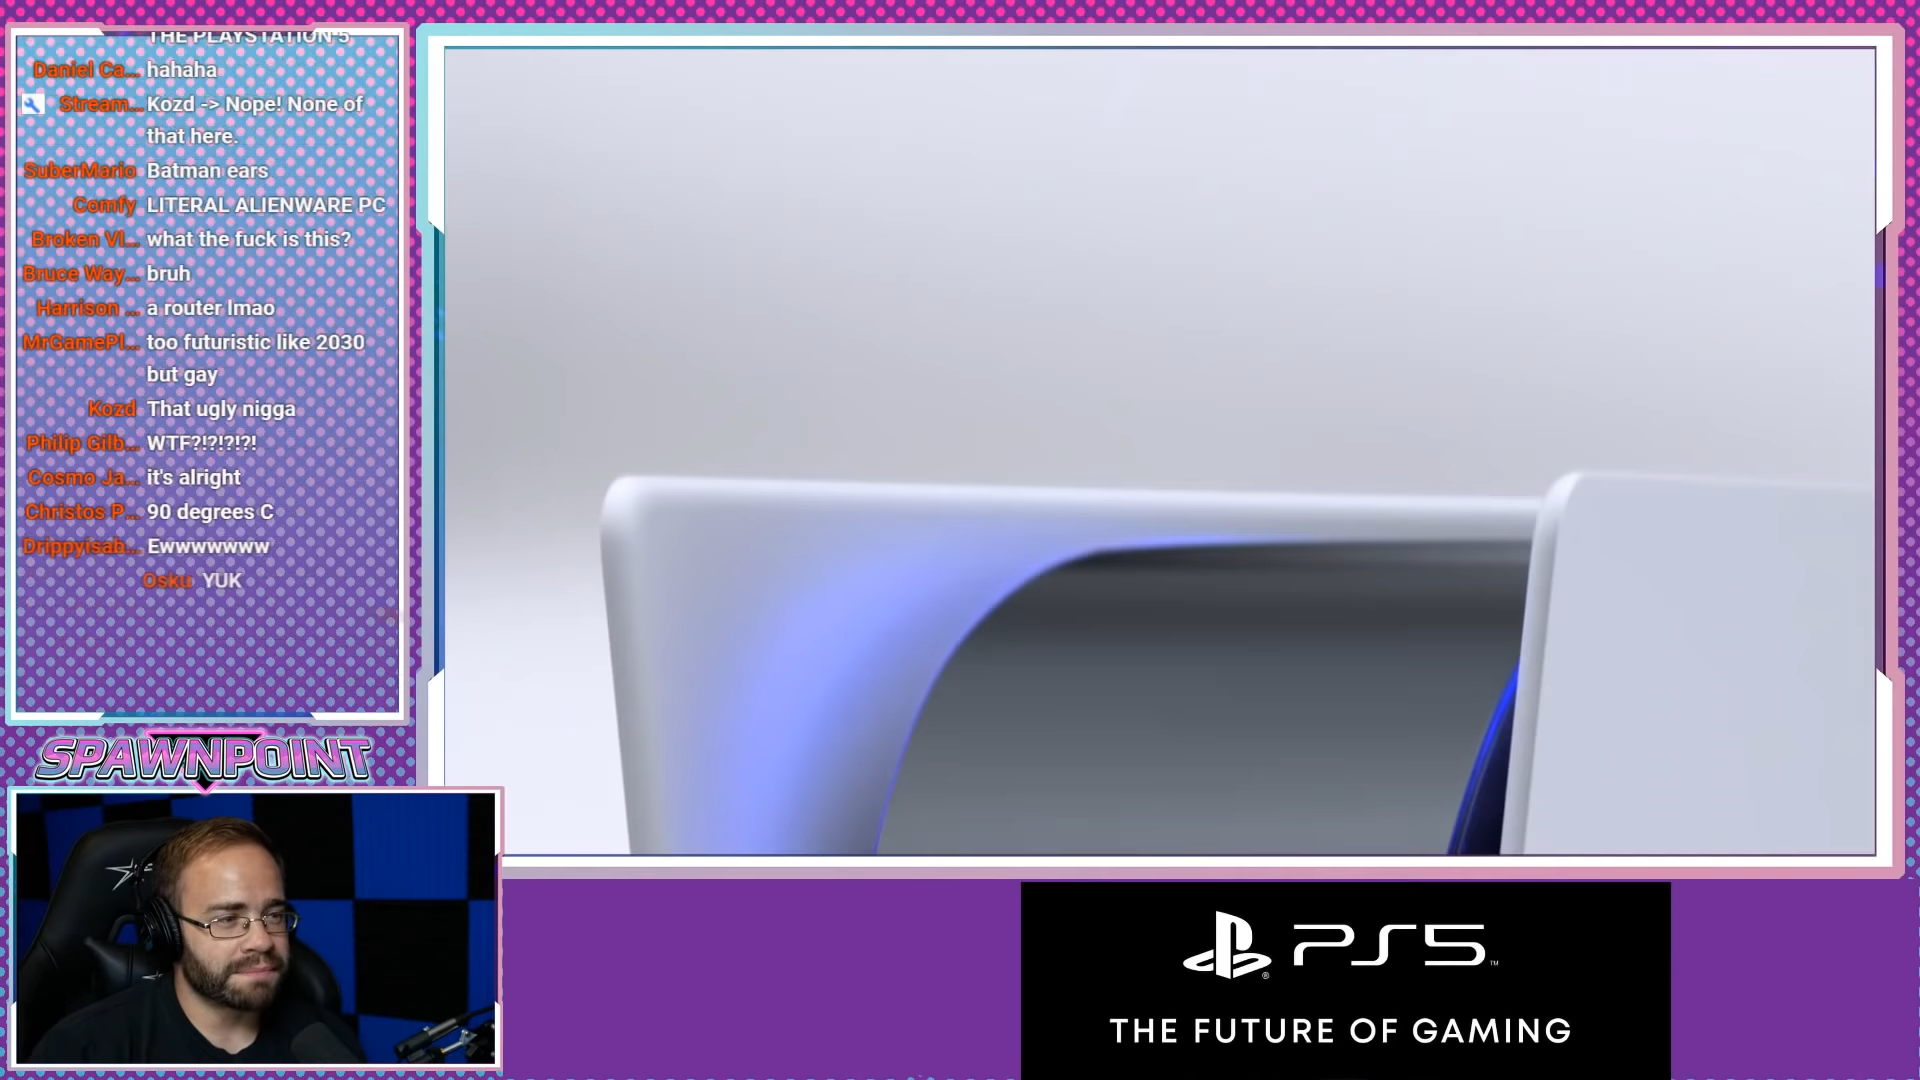 THE PLAYSTATION 5
Daniel Ca... hahaha
Stream... Kozd -> Nope! None of
that here.
SuberMario Batman ears
Comfy LITERAL ALIENWARE PC
Broken Vi... what the fuck is this?
Bruce Way... bruh
Harrison ... a router lmao
MrGamePl... too futuristic like 2030
but gay
Kozd That ugly nigga
Philip Gilb... WTF?!?!?!?!
Cosmo Ja... it's alright
Christos P... 90 degrees C
Drippyisab... Ewwwwwww
Osku YUK
SPAWNPOINT
PS5
THE FUTURE OF GAMING